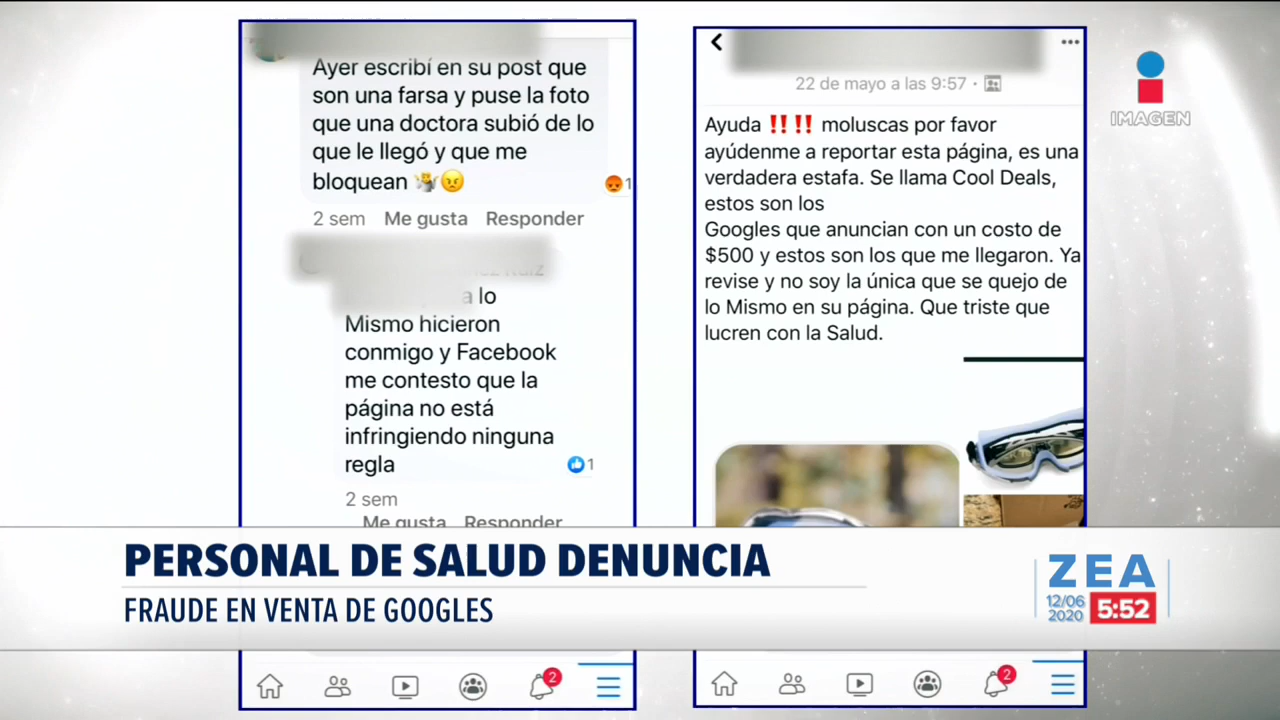 Ayer escribí en su post que
son una farsa y puse la foto
que una doctora subió de lo
que le llegó y que me
bloquean 🤷😠
1
2 sem Me gusta Responder
a lo
Mismo hicieron
conmigo y Facebook
me contesto que la
página no está
infringiendo ninguna
regla
1
2 sem
Me gusta Responder
2
22 de mayo a las 9:57 ·
Ayuda ‼️‼️ moluscas por favor
ayúdenme a reportar esta página, es una
verdadera estafa. Se llama Cool Deals,
estos son los
Googles que anuncian con un costo de
$500 y estos son los que me llegaron. Ya
revise y no soy la única que se quejo de
lo Mismo en su página. Que triste que
lucren con la Salud.
2
IMAGEN
PERSONAL DE SALUD DENUNCIA
FRAUDE EN VENTA DE GOOGLES
ZEA
12/06
2020
5:52